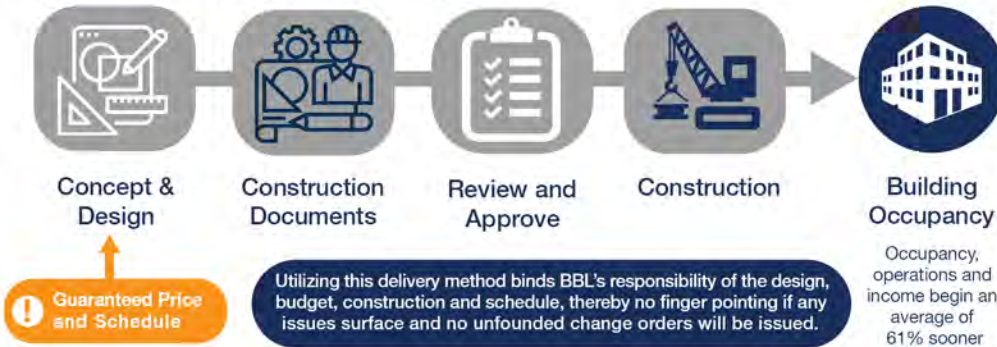 Concept &
Design
Construction
Documents
Review and
Approve
Construction
Building
Occupancy
Occupancy,
operations and
income begin an
average of
61% sooner
! Guaranteed Price
and Schedule
Utilizing this delivery method binds BBL's responsibility of the design,
budget, construction and schedule, thereby no finger pointing if any
issues surface and no unfounded change orders will be issued.